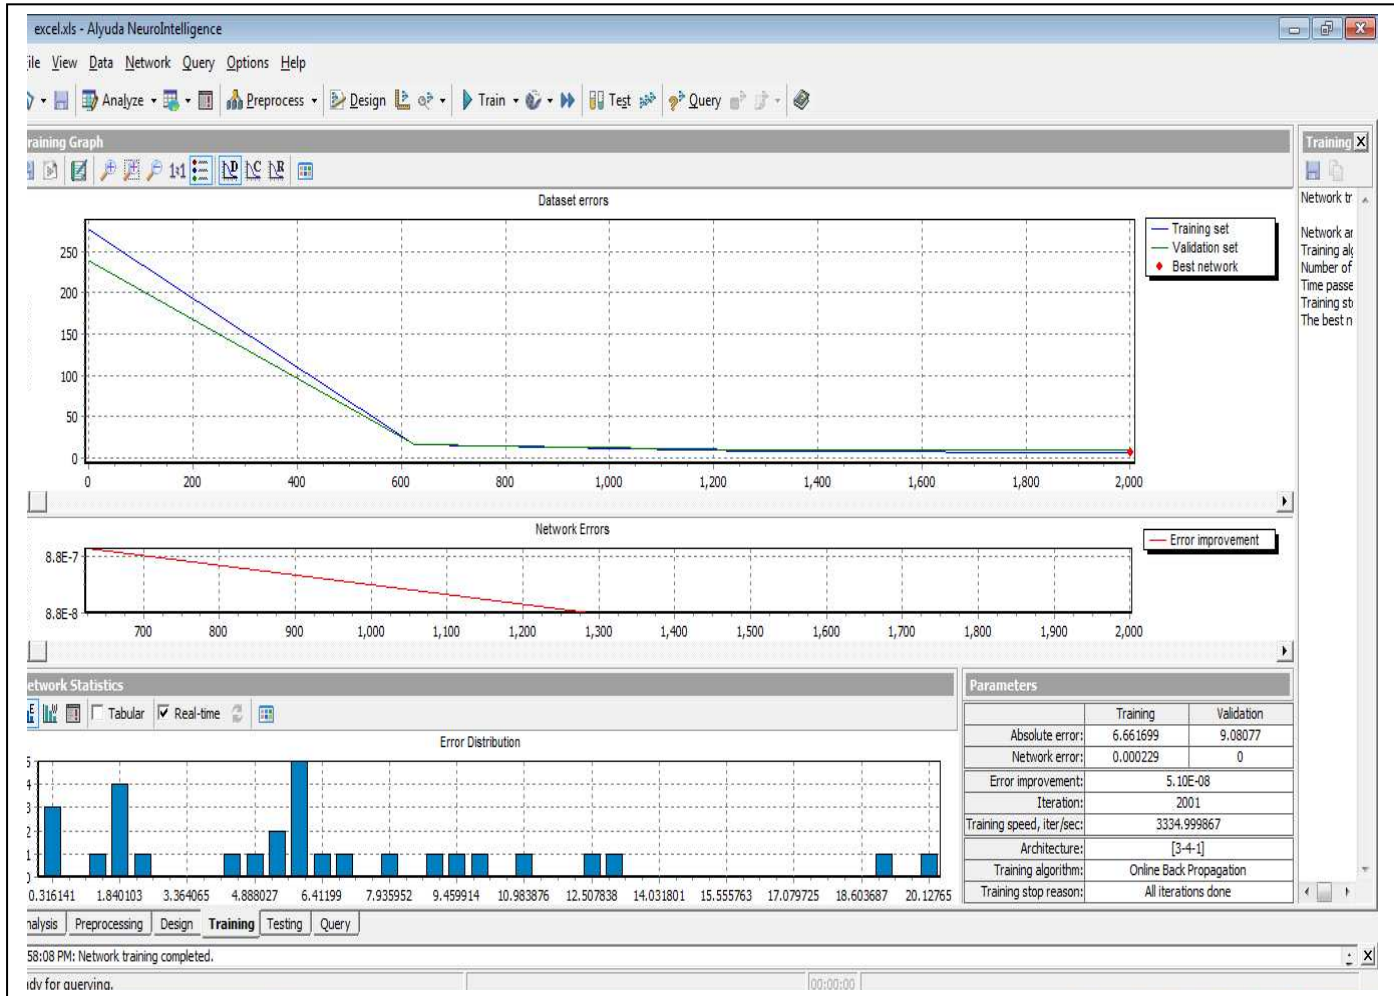 excel.xls - Alyuda NeuroIntelligence
ile View Data Network Query Options Help
Analyze Preprocess Design Train Test Query
raining Graph
Training X
1:1 D C R
Dataset errors
Training set
Validation set
Best network
250
200
150
100
50
0
0 200 400 600 800 1,000 1,200 1,400 1,600 1,800 2,000
Network tr
Network ar
Training alg
Number of
Time passe
Training st
The best n
Network Errors
Error improvement
8.8E-7
8.8E-8
700 800 900 1,000 1,100 1,200 1,300 1,400 1,500 1,600 1,700 1,800 1,900 2,000
etwork Statistics
Tabular Real-time
Error Distribution
5
4
3
2
1
0
0.316141 1.840103 3.364065 4.888027 6.41199 7.935952 9.459914 10.983876 12.507838 14.031801 15.555763 17.079725 18.603687 20.12765
Parameters
Training Validation
Absolute error: 6.661699 9.08077
Network error: 0.000229 0
Error improvement: 5.10E-08
Iteration: 2001
Training speed, iter/sec: 3334.999867
Architecture: [3-4-1]
Training algorithm: Online Back Propagation
Training stop reason: All iterations done
nalysis Preprocessing Design Training Testing Query
58:08 PM: Network training completed.
dy for querying.
00:00:00